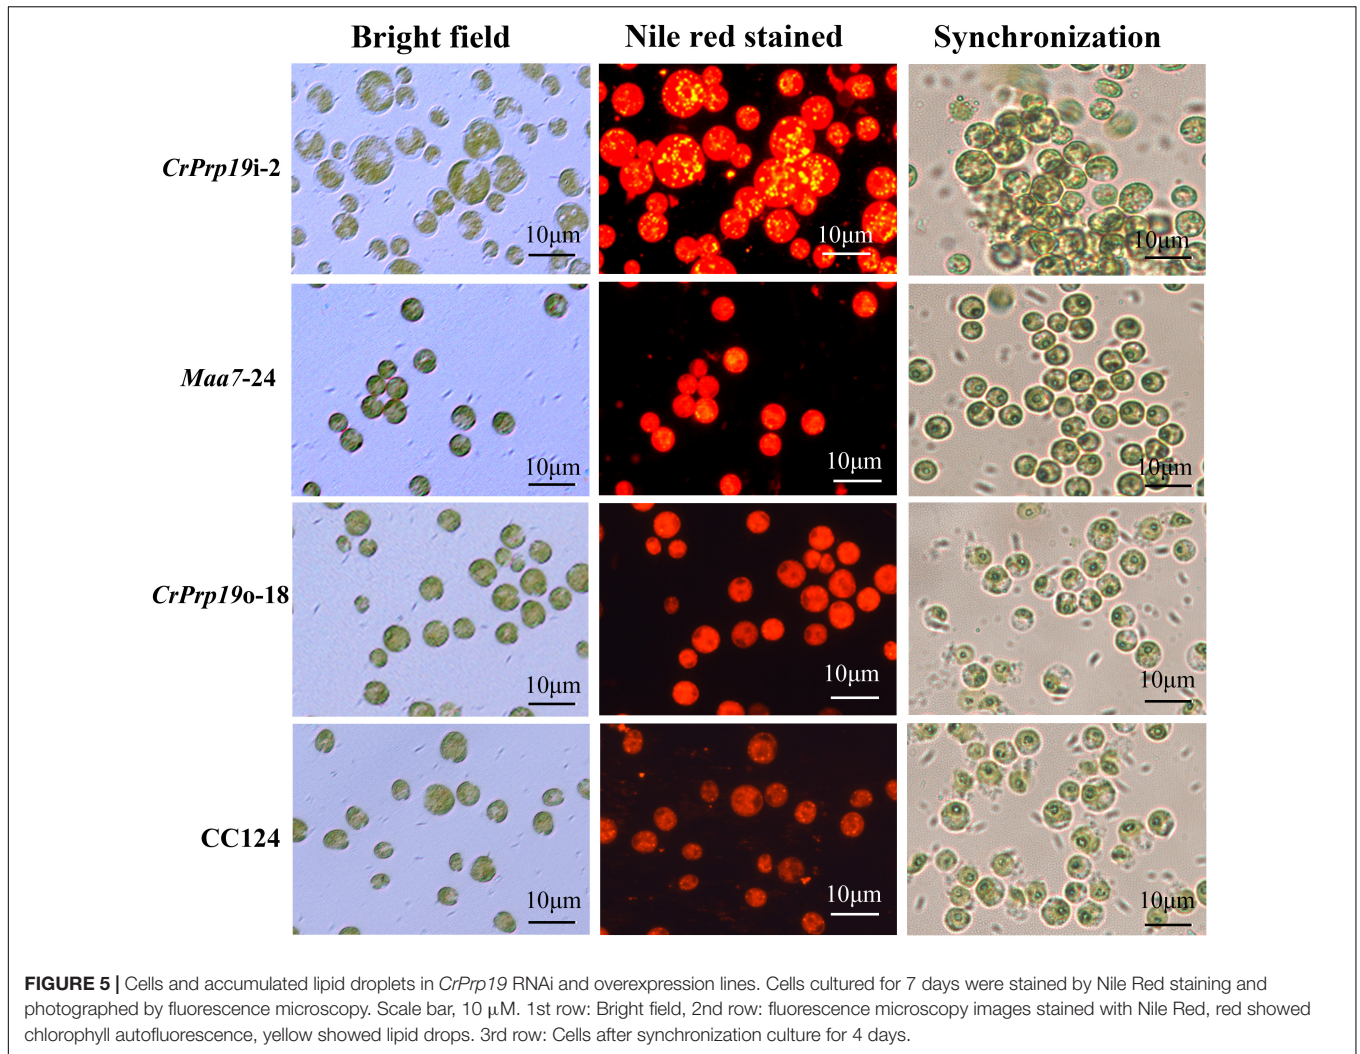 Bright field Nile red stained Synchronization
CrPrp19i-2
10µm 10µm 10µm
Maa7-24
10µm 10µm 10µm
CrPrp19o-18
10µm 10µm 10µm
CC124
10µm 10µm 10µm
FIGURE 5 | Cells and accumulated lipid droplets in CrPrp19 RNAi and overexpression lines. Cells cultured for 7 days were stained by Nile Red staining and
photographed by fluorescence microscopy. Scale bar, 10 µM. 1st row: Bright field, 2nd row: fluorescence microscopy images stained with Nile Red, red showed
chlorophyll autofluorescence, yellow showed lipid drops. 3rd row: Cells after synchronization culture for 4 days.